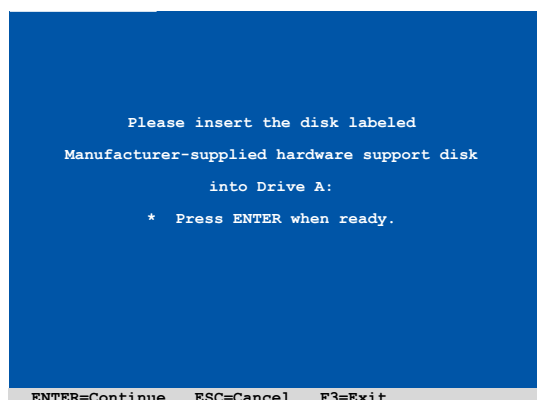 Please insert the disk labeled
Manufacturer-supplied hardware support disk
into Drive A:
* Press ENTER when ready.
ENTER=Continue ESC=Cancel F3=Exit